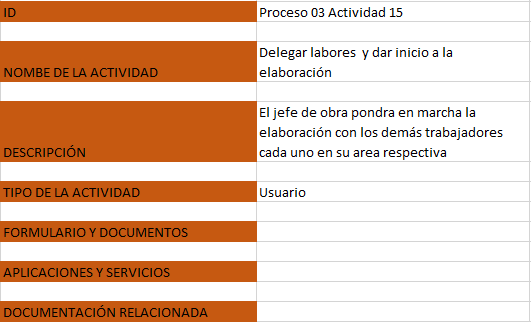 ID
Proceso 03 Actividad 15
NOMBE DE LA ACTIVIDAD
Delegar labores  y dar inicio a la
elaboración
DESCRIPCIÓN
El jefe de obra pondra en marcha la
elaboración con los demás trabajadores
cada uno en su area respectiva
TIPO DE LA ACTIVIDAD
Usuario
FORMULARIO Y DOCUMENTOS
APLICACIONES Y SERVICIOS
DOCUMENTACIÓN RELACIONADA